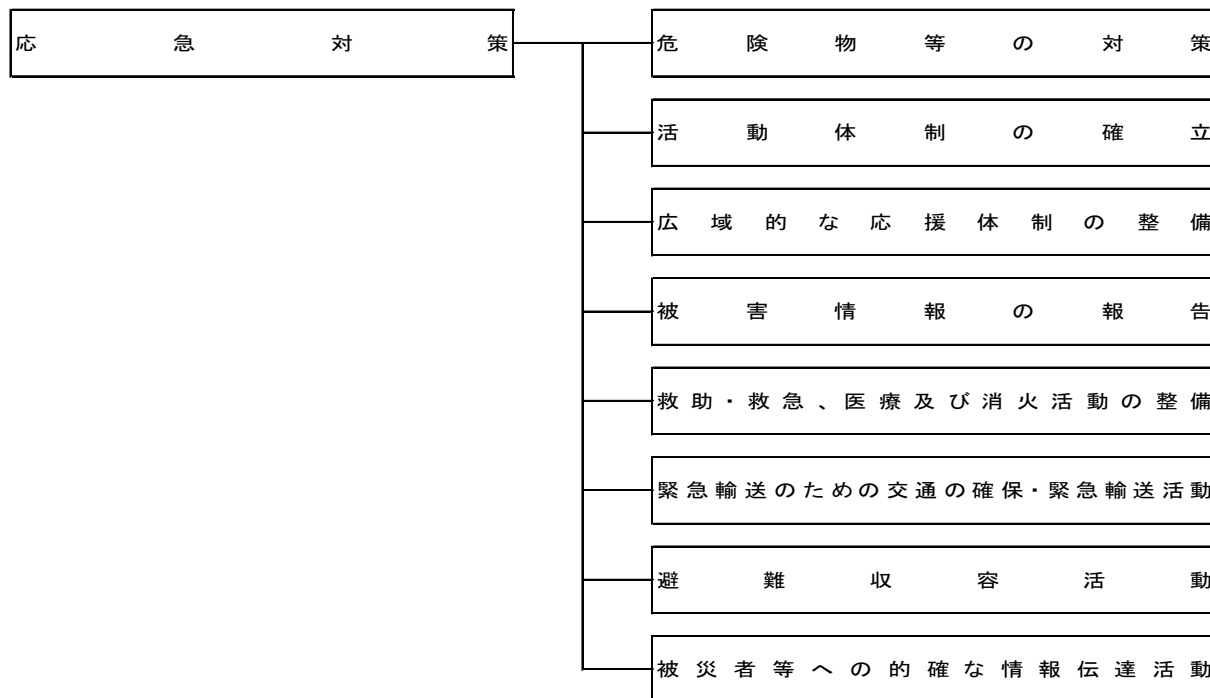 応急対策
危険物等の対策
活動体制の確立
広域的な応援体制の整備
被害情報の報告
救助・救急、医療及び消火活動の整備
緊急輸送のための交通の確保・緊急輸送活動
避難収容活動
被災者等への的確な情報伝達活動